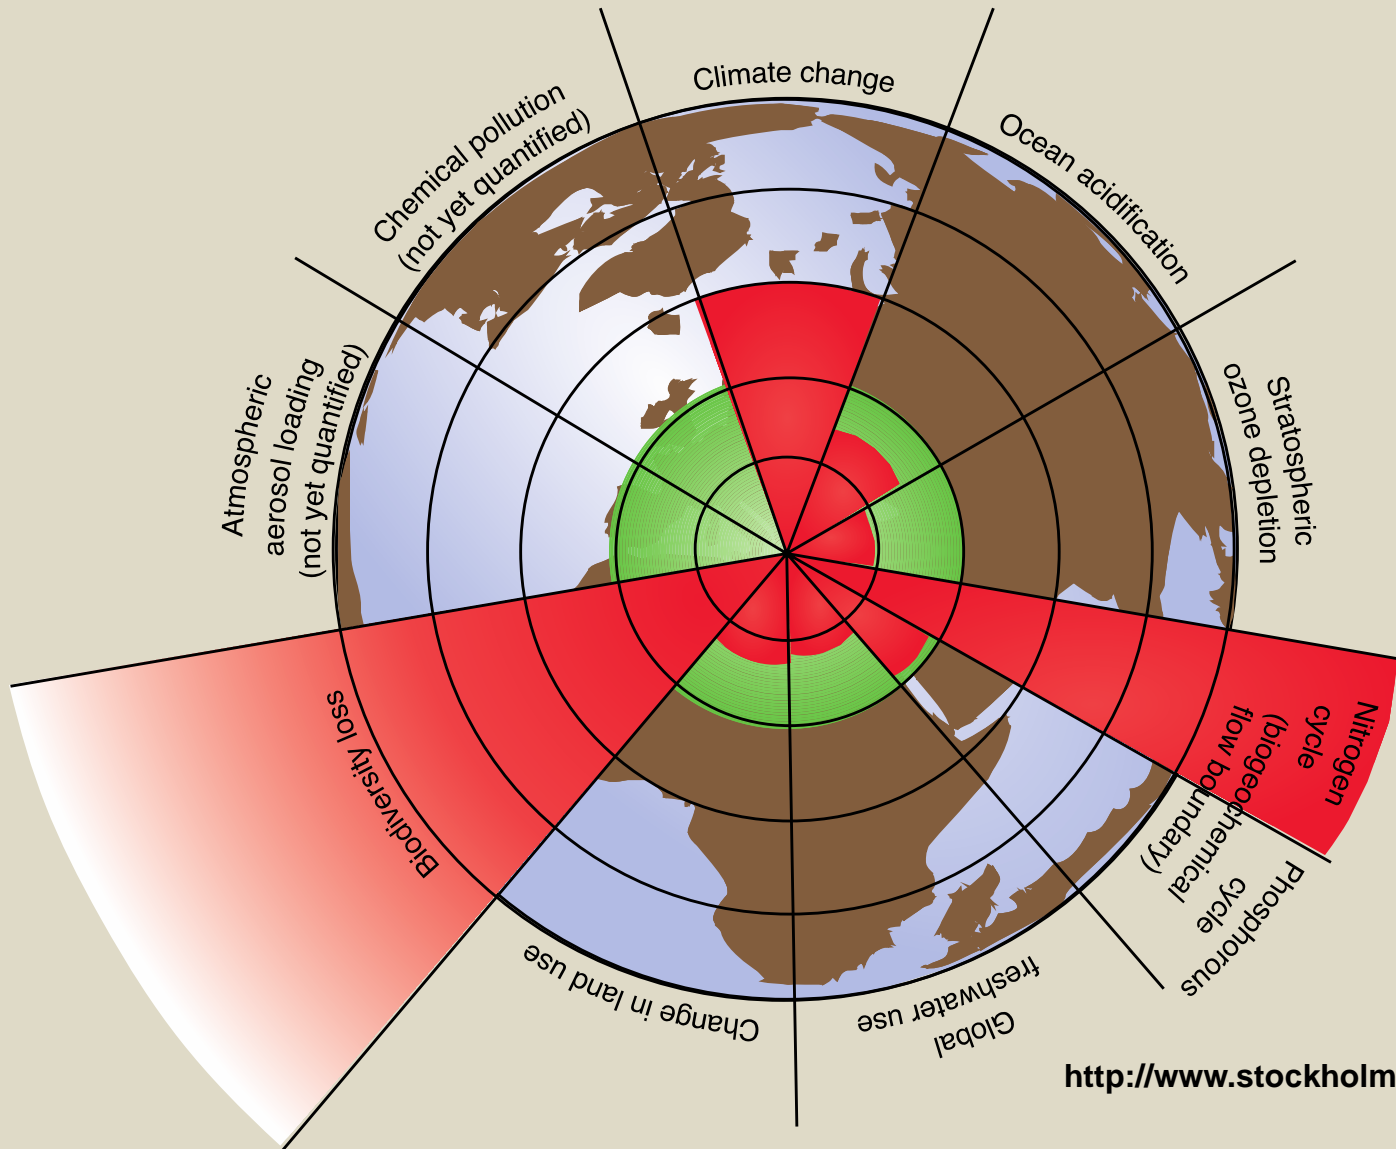 Climate change
Ocean acidification
Stratospheric
ozone depletion
Nitrogen
cycle
(biogeochemical
flow boundary)
Phosphorous
cycle
Global
freshwater use
Change in land use
Biodiversity loss
Atmospheric
aerosol loading
(not yet quantified)
Chemical pollution
(not yet quantified)
http://www.stockholm